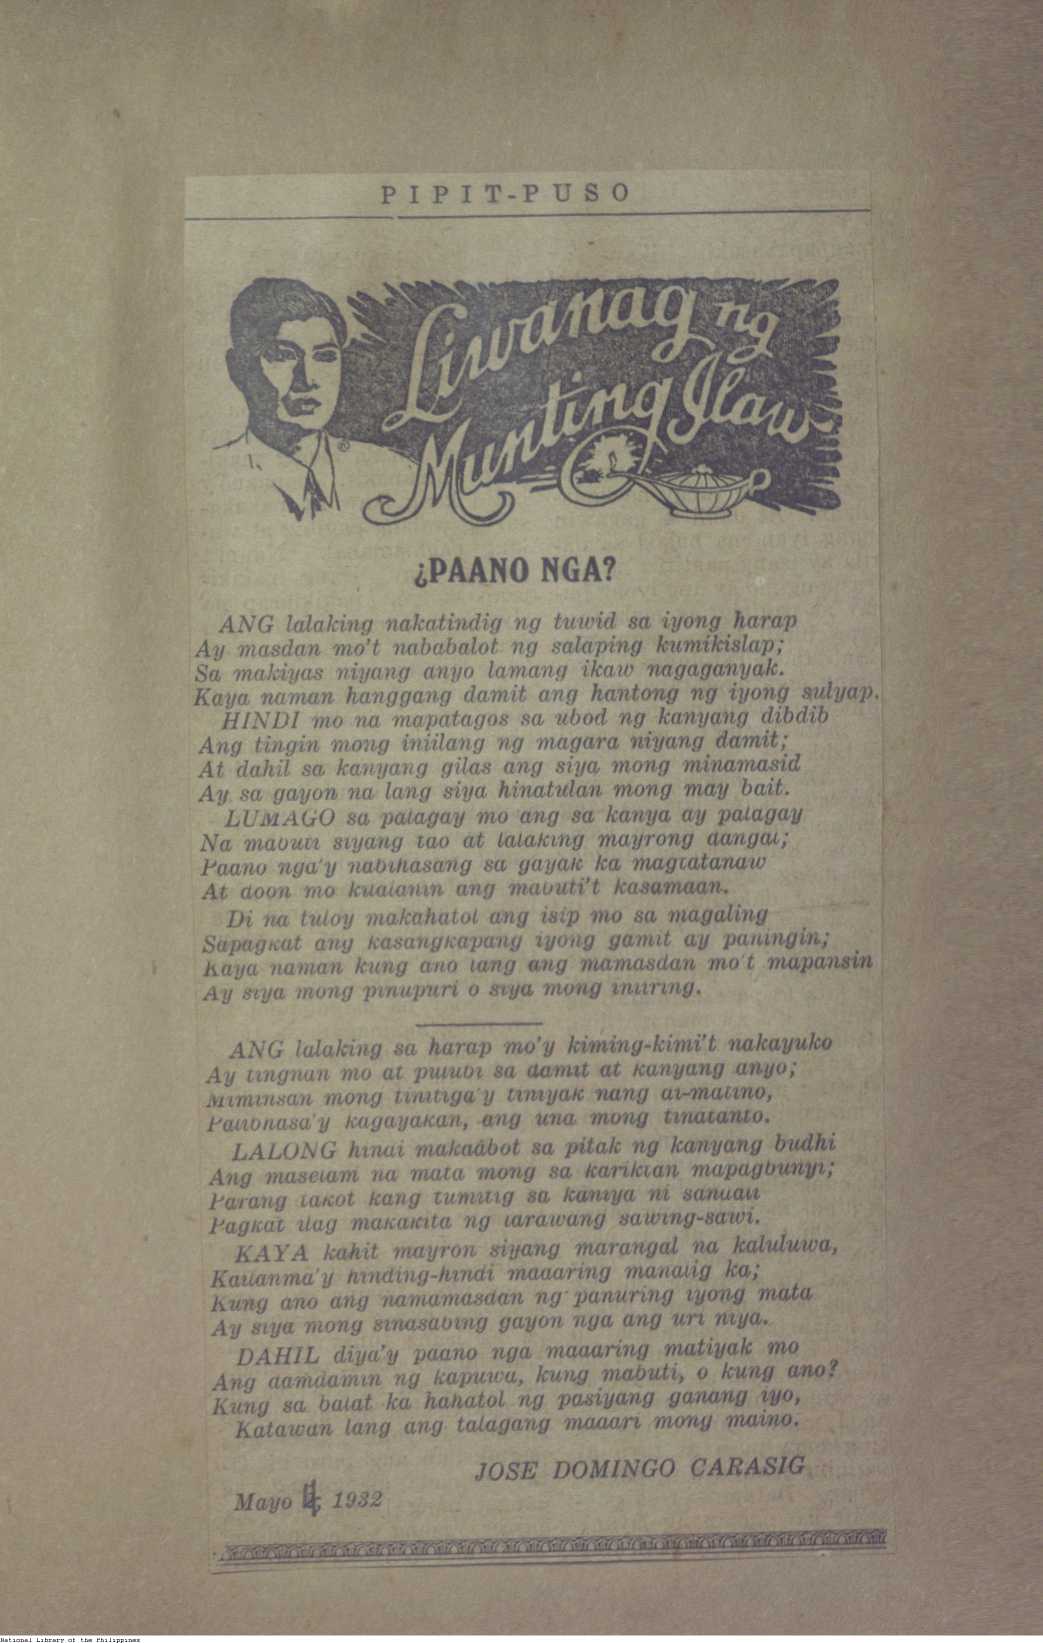 PIPIT-PUSO
Liwanag ng
Munting Ilaw
¿PAANO NGA?
ANG lalaking nakatindig ng tuwid sa iyong harap
Ay masdan mo't nababalot ng salaping kumikislap;
Sa makiyas niyang anyo lamang ikaw nagaganyak.
Kaya naman hanggang damit ang hantong ng iyong sulyap.
HINDI mo na mapatagos sa ubod ng kanyang dibdib
Ang tingin mong iniilang ng magara niyang damit;
At dahil sa kanyang gilas ang siya mong minamasid
Ay sa gayon na lang siya hinatulan mong may bait.
LUMAGO sa palagay mo ang sa kanya ay palagay
Na mabuti siyang tao at lalaking mayrong dangal;
Paano nga'y nabihasang sa gayak ka magtatanaw
At doon mo kualanin ang mabuti't kasamaan.
Di na tuloy makahatol ang isip mo sa magaling
Sapagkat ang kasangkapang iyong gamit ay paningin;
Kaya naman kung ano lang ang mamasdan mo't mapansin
Ay siya mong pinupuri o siya mong iniiring.
ANG lalaking sa harap mo'y kiming-kimi't nakayuko
Ay tingnan mo at pulubi sa damit at kanyang anyo;
Miminsan mong tinitiga'y tiniyak nang di-matino,
Palibhasa'y kagayakan, ang una mong tinatanto.
LALONG hindi makaabot sa pitak ng kanyang budhi
Ang maselam na mata mong sa kariktan mapagbunyi;
Parang takot kang tumitig sa kaniya ni sandali
Pagkat ilag makakita ng larawang sawing-sawi.
KAYA kahit mayron siyang marangal na kaluluwa,
Kailanma'y hinding-hindi maaaring manalig ka;
Kung ano ang namamasdan ng panuring iyong mata
Ay siya mong sinasabing gayon nga ang uri niya.
DAHIL diya'y paano nga maaaring matiyak mo
Ang damdamin ng kapuwa, kung mabuti, o kung ano?
Kung sa balat ka hahatol ng pasiyang ganang iyo,
Katawan lang ang talagang maaari mong maino.
JOSE DOMINGO CARASIG
Mayo 4, 1932
National Library of the Philippines